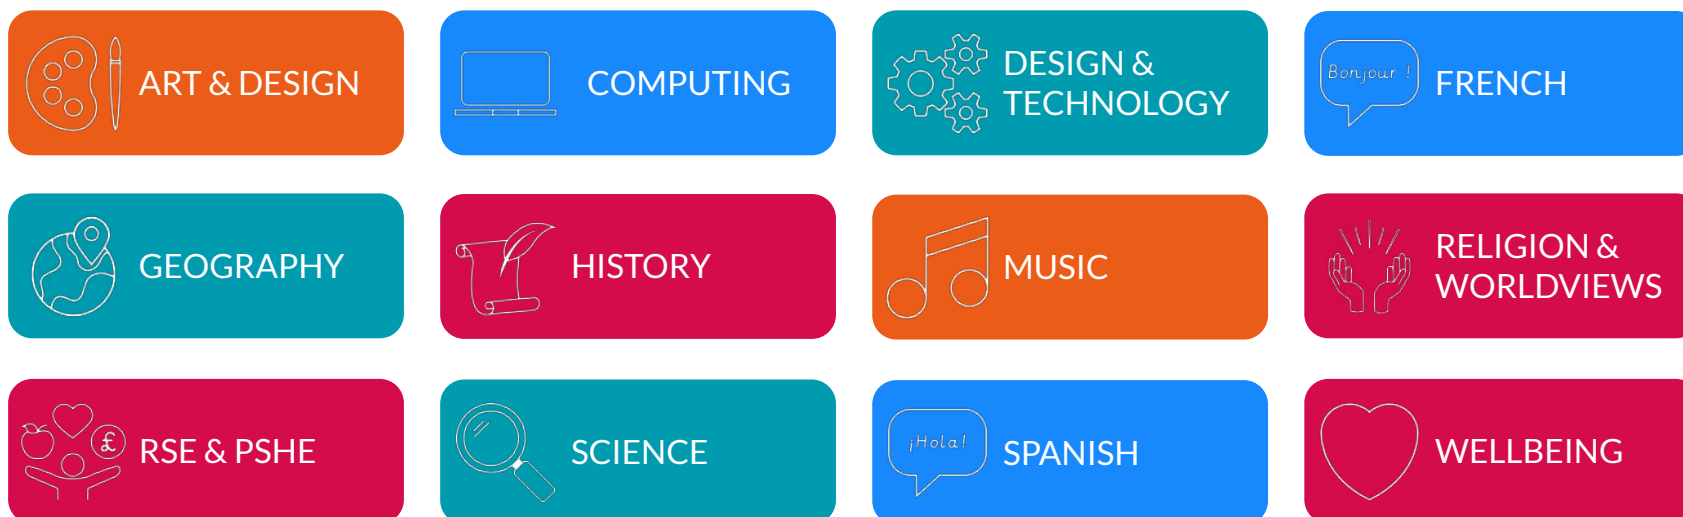 ART & DESIGN
COMPUTING
DESIGN &
TECHNOLOGY
Bonjour !
FRENCH
GEOGRAPHY
HISTORY
MUSIC
RELIGION &
WORLDVIEWS
£
RSE & PSHE
SCIENCE
¡Hola!
SPANISH
WELLBEING